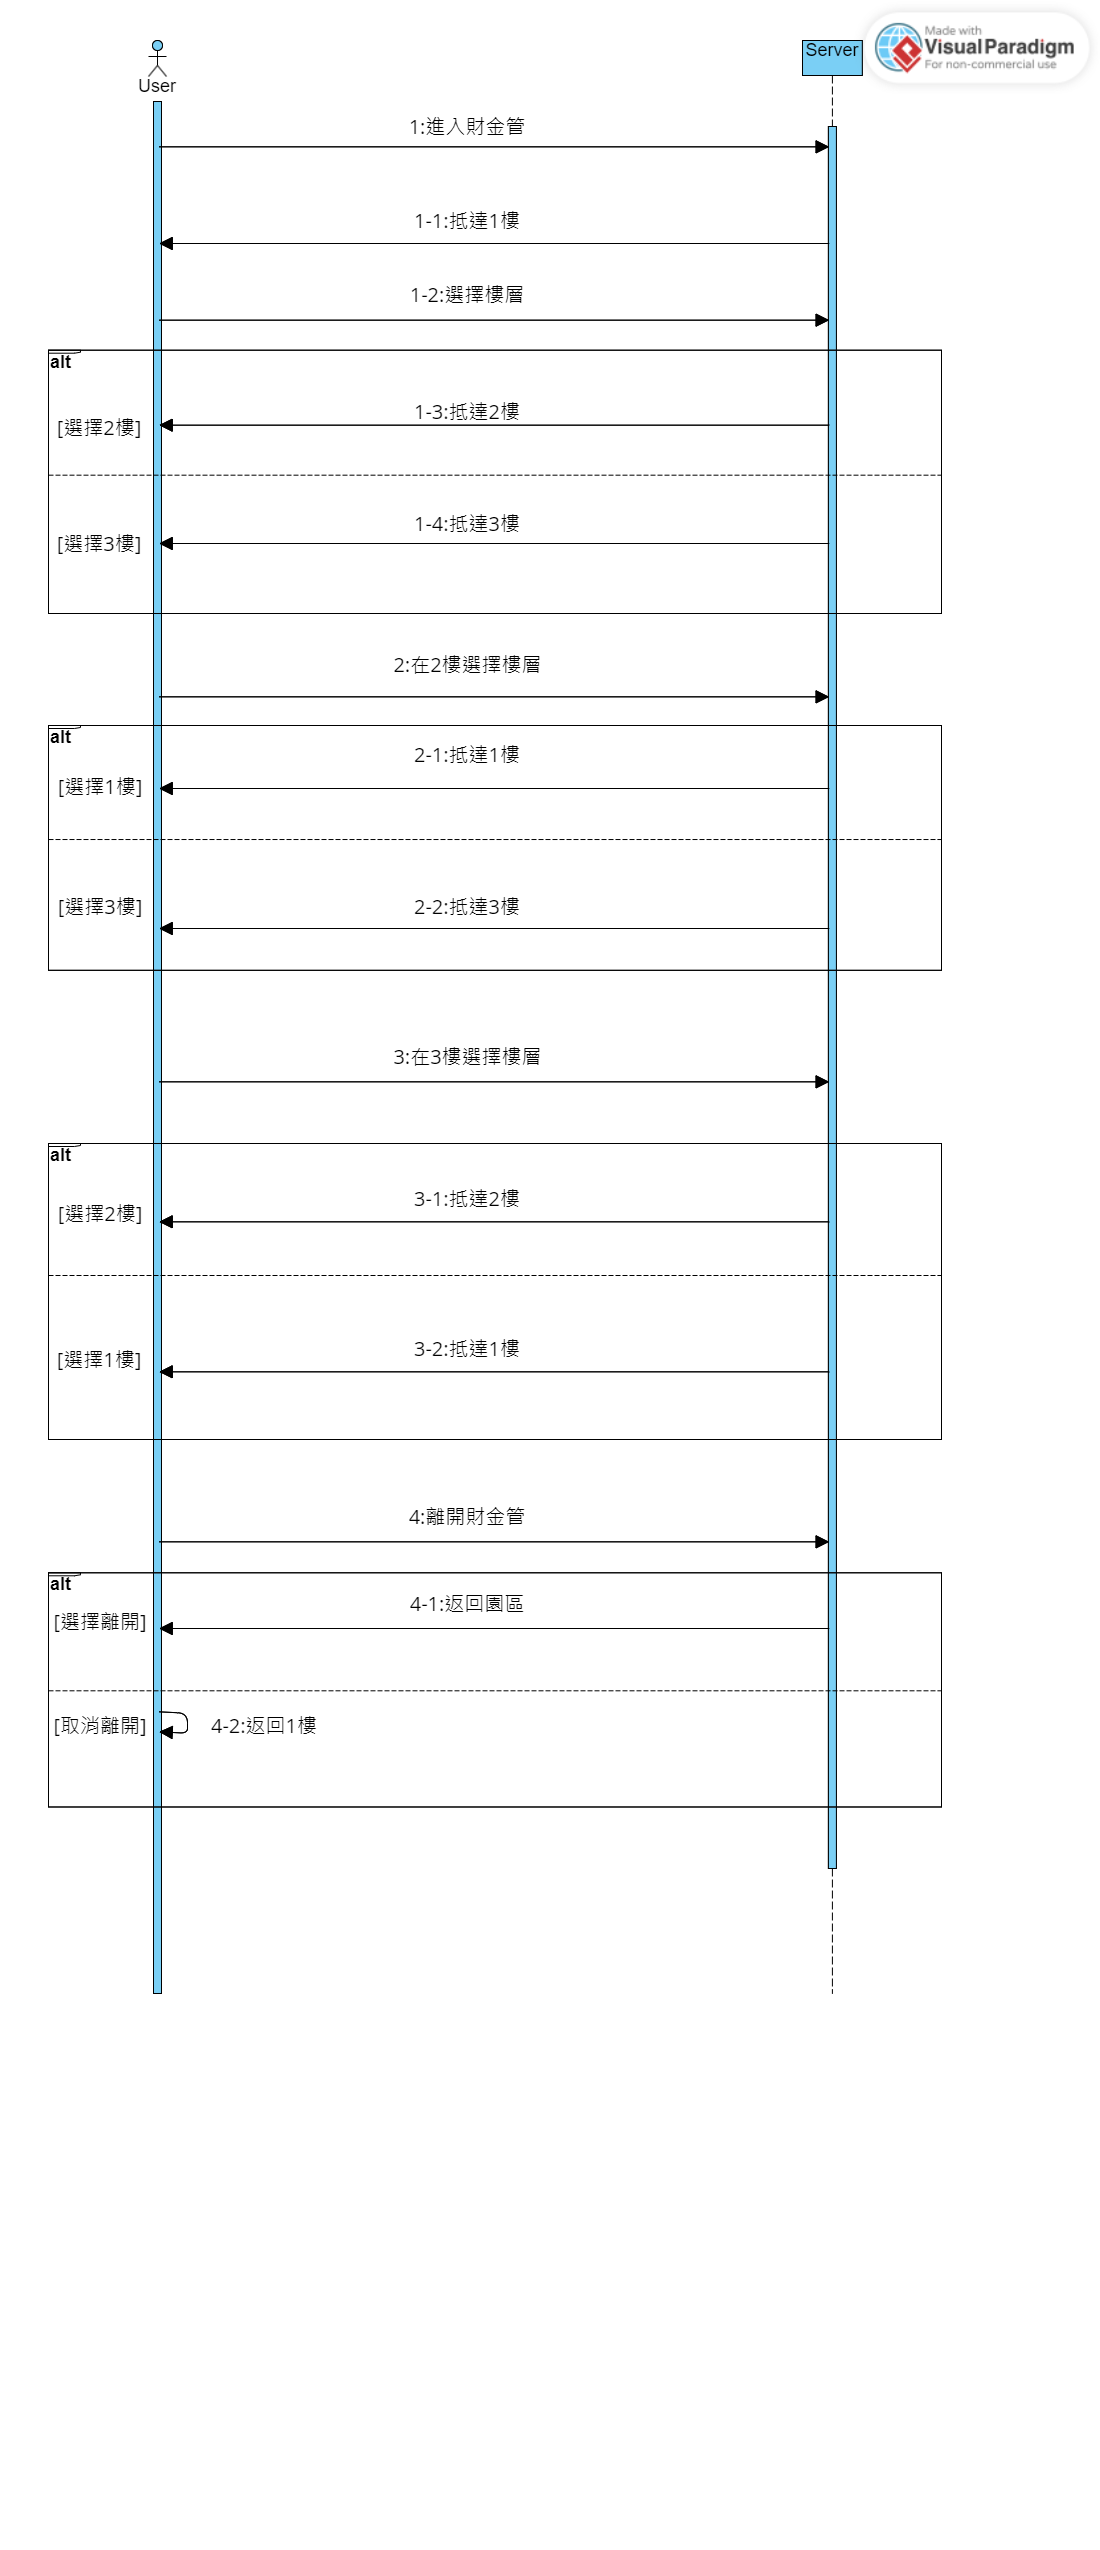 Made with
Visual Paradigm
For non-commercial use
User
Server
1:進入財金管
1-1:抵達1樓
1-2:選擇樓層
alt
1-3:抵達2樓
[選擇2樓]
1-4:抵達3樓
[選擇3樓]
2:在2樓選擇樓層
alt
2-1:抵達1樓
[選擇1樓]
[選擇3樓]
2-2:抵達3樓
3:在3樓選擇樓層
alt
3-1:抵達2樓
[選擇2樓]
3-2:抵達1樓
[選擇1樓]
4:離開財金管
alt
4-1:返回園區
[選擇離開]
[取消離開]
4-2:返回1樓